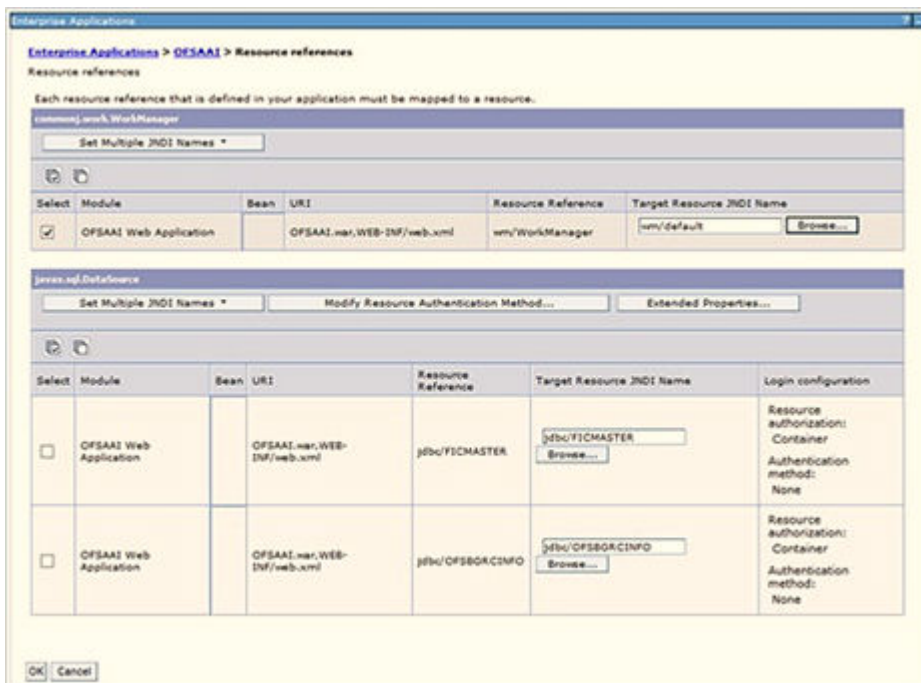 Enterprise Applications
Enterprise Applications > OFSAAI > Resource references
Resource references
Each resource reference that is defined in your application must be mapped to a resource.
commonj.work.WorkManager
Set Multiple JNDI Names
Select Module Bean URI Resource Reference Target Resource JNDI Name
OFSAAI Web Application OFSAAI.war,WEB-INF/web.xml wm/WorkManager wm/default Browse...
javax.sql.DataSource
Set Multiple JNDI Names Modify Resource Authentication Method... Extended Properties...
Select Module Bean URI Resource Reference Target Resource JNDI Name Login configuration
OFSAAI Web Application OFSAAI.war,WEB-INF/web.xml jdbc/FICMASTER jdbc/FICMASTER Browse...
Resource authorization:
Container
Authentication method:
None
OFSAAI Web Application OFSAAI.war,WEB-INF/web.xml jdbc/OFSBGRCINFO jdbc/OFSBGRCINFO Browse...
Resource authorization:
Container
Authentication method:
None
OK Cancel